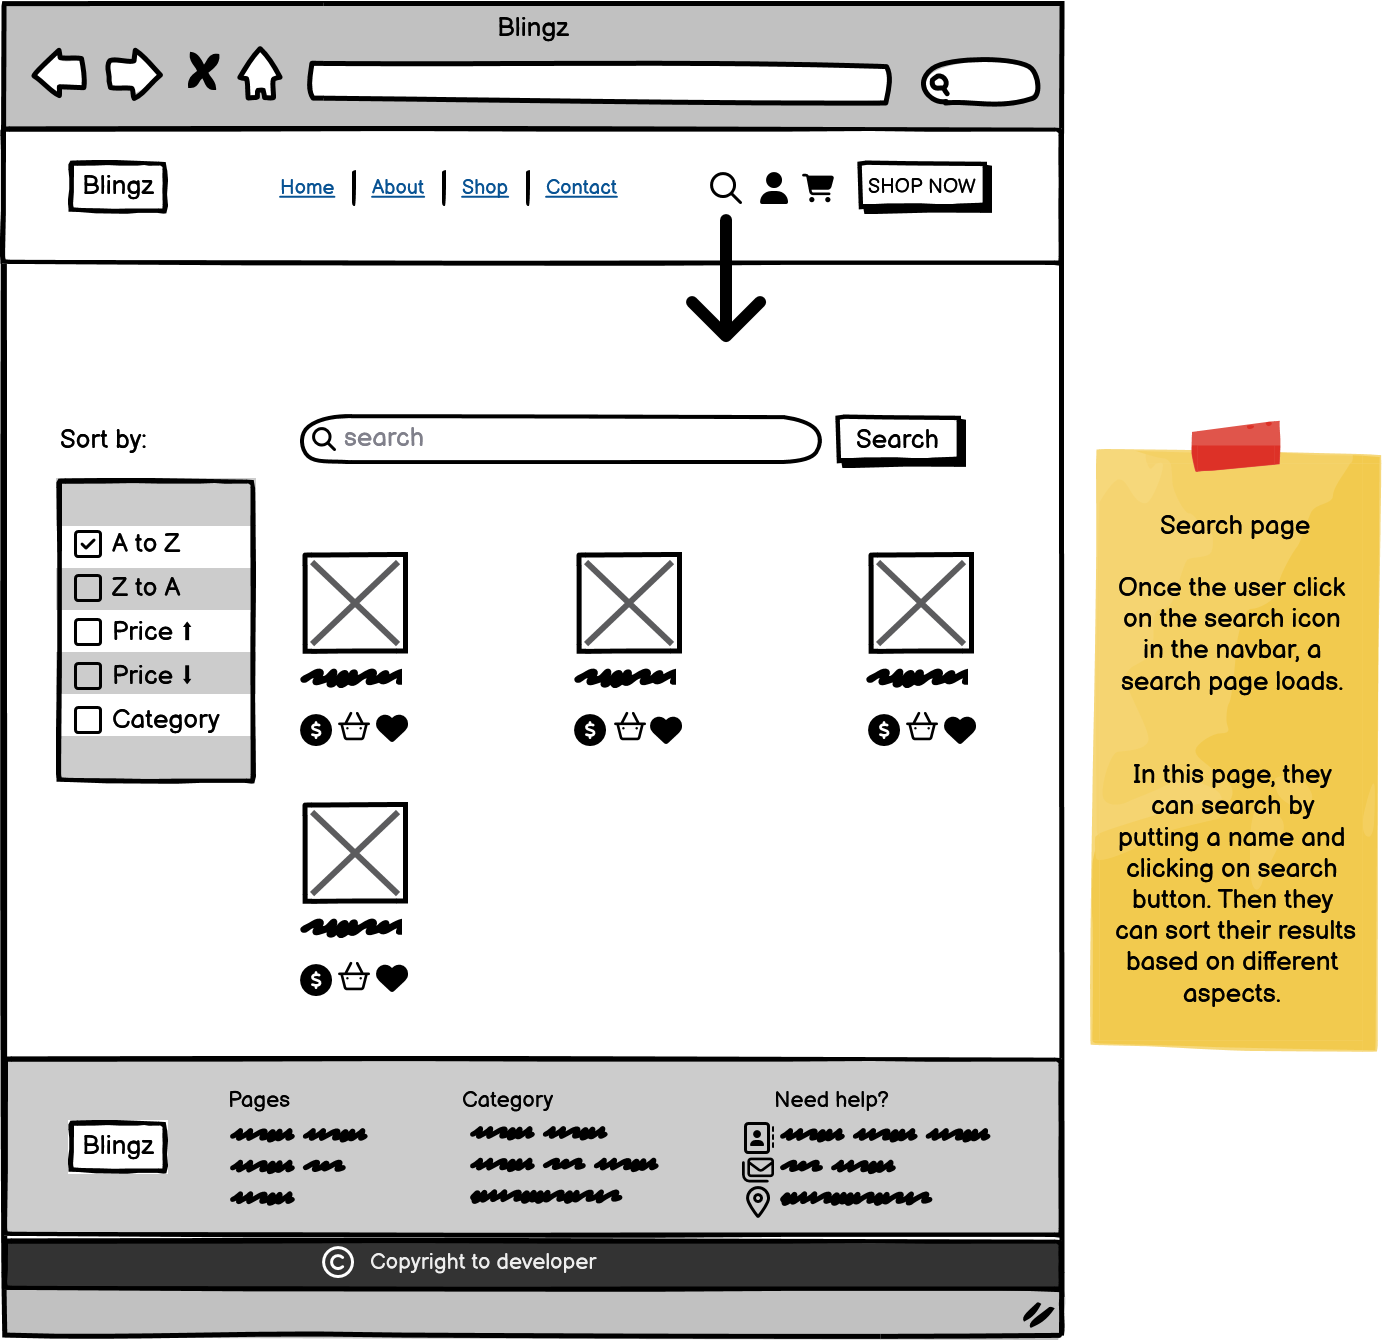 Blingz
Blingz
Home
About
Shop
Contact
SHOP NOW
Sort by:
search
Search
A to Z
Z to A
Price ↑
Price ↓
Category
Search page
Once the user click
on the search icon
in the navbar, a
search page loads.
In this page, they
can search by
putting a name and
clicking on search
button. Then they
can sort their results
based on different
aspects.
Blingz
Pages
Category
Need help?
© Copyright to developer